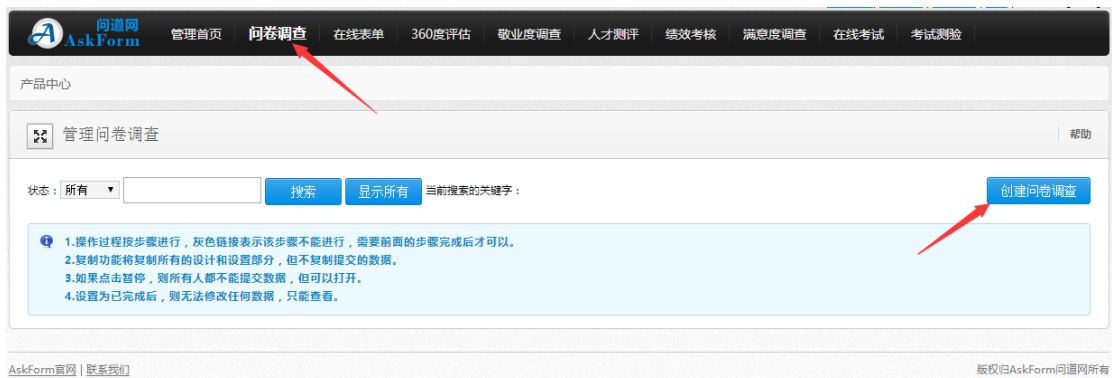 问道网
AskForm
管理首页 问卷调查 在线表单 360度评估 敬业度调查 人才测评 绩效考核 满意度调查 在线考试 考试测验
产品中心
管理问卷调查 帮助
状态：所有 搜索 显示所有 当前搜索的关键字： 创建问卷调查
1.操作过程按步骤进行，灰色链接表示该步骤不能进行，需要前面的步骤完成后才可以。
2.复制功能将复制所有的设计和设置部分，但不复制提交的数据。
3.如果点击暂停，则所有人都不能提交数据，但可以打开。
4.设置为已完成后，则无法修改任何数据，只能查看。
AskForm官网 | 联系我们 版权归AskForm问道网所有